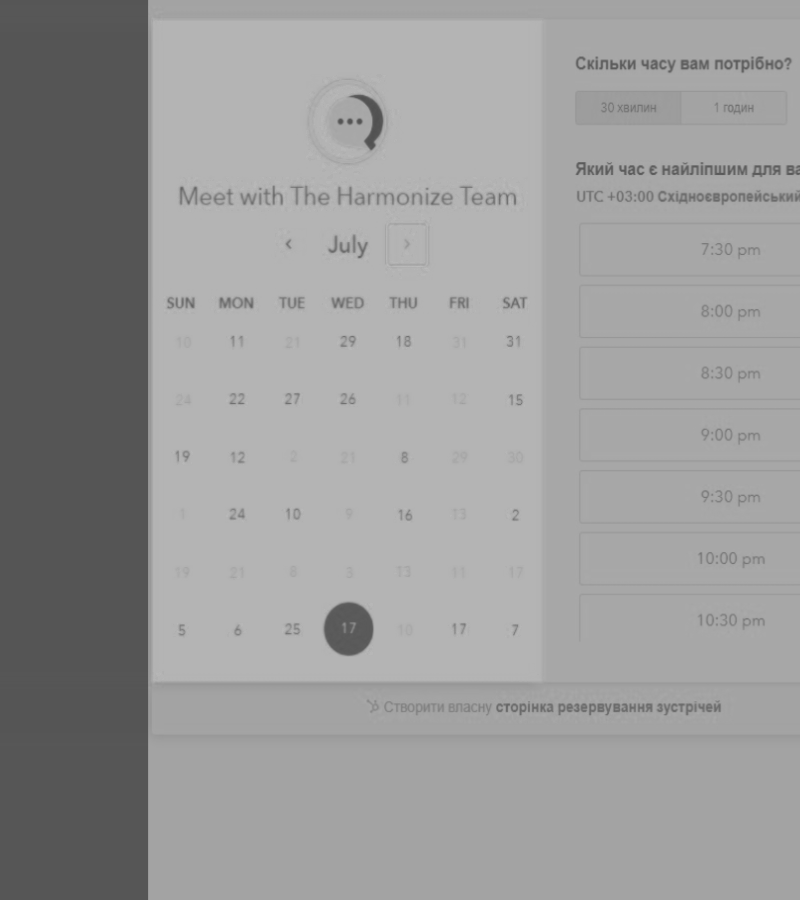 Meet with The Harmonize Team
‹ July ›
SUN MON TUE WED THU FRI SAT
10 11 21 29 18 31 31
24 22 27 26 11 12 15
19 12 2 21 8 29 30
1 24 10 9 16 13 2
19 21 8 3 13 11 17
5 6 25 17 10 17 7
Скільки часу вам потрібно?
30 хвилин 1 годин
Який час є найліпшим для
UTC +03:00 Східноєвропейський
7:30 pm
8:00 pm
8:30 pm
9:00 pm
9:30 pm
10:00 pm
10:30 pm
Створити власну сторінка резервування зустрічей